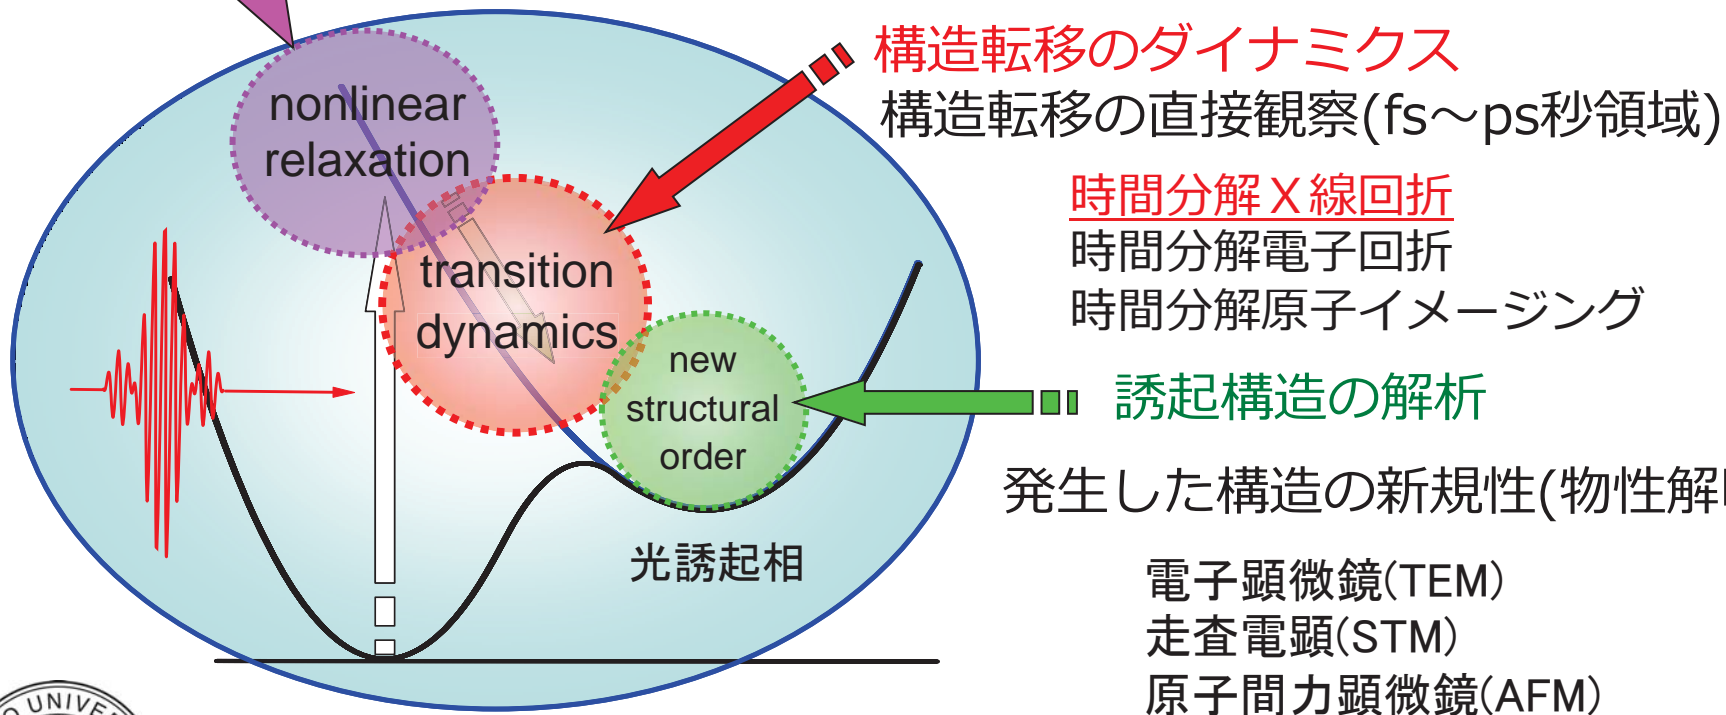 nonlinear
relaxation
transition
dynamics
new
structural
order
光誘起相
構造転移のダイナミクス
構造転移の直接観察(fs～ps秒領域)
時間分解X線回折
時間分解電子回折
時間分解原子イメージング
誘起構造の解析
発生した構造の新規性(物性解
電子顕微鏡(TEM)
走査電顕(STM)
原子間力顕微鏡(AFM)